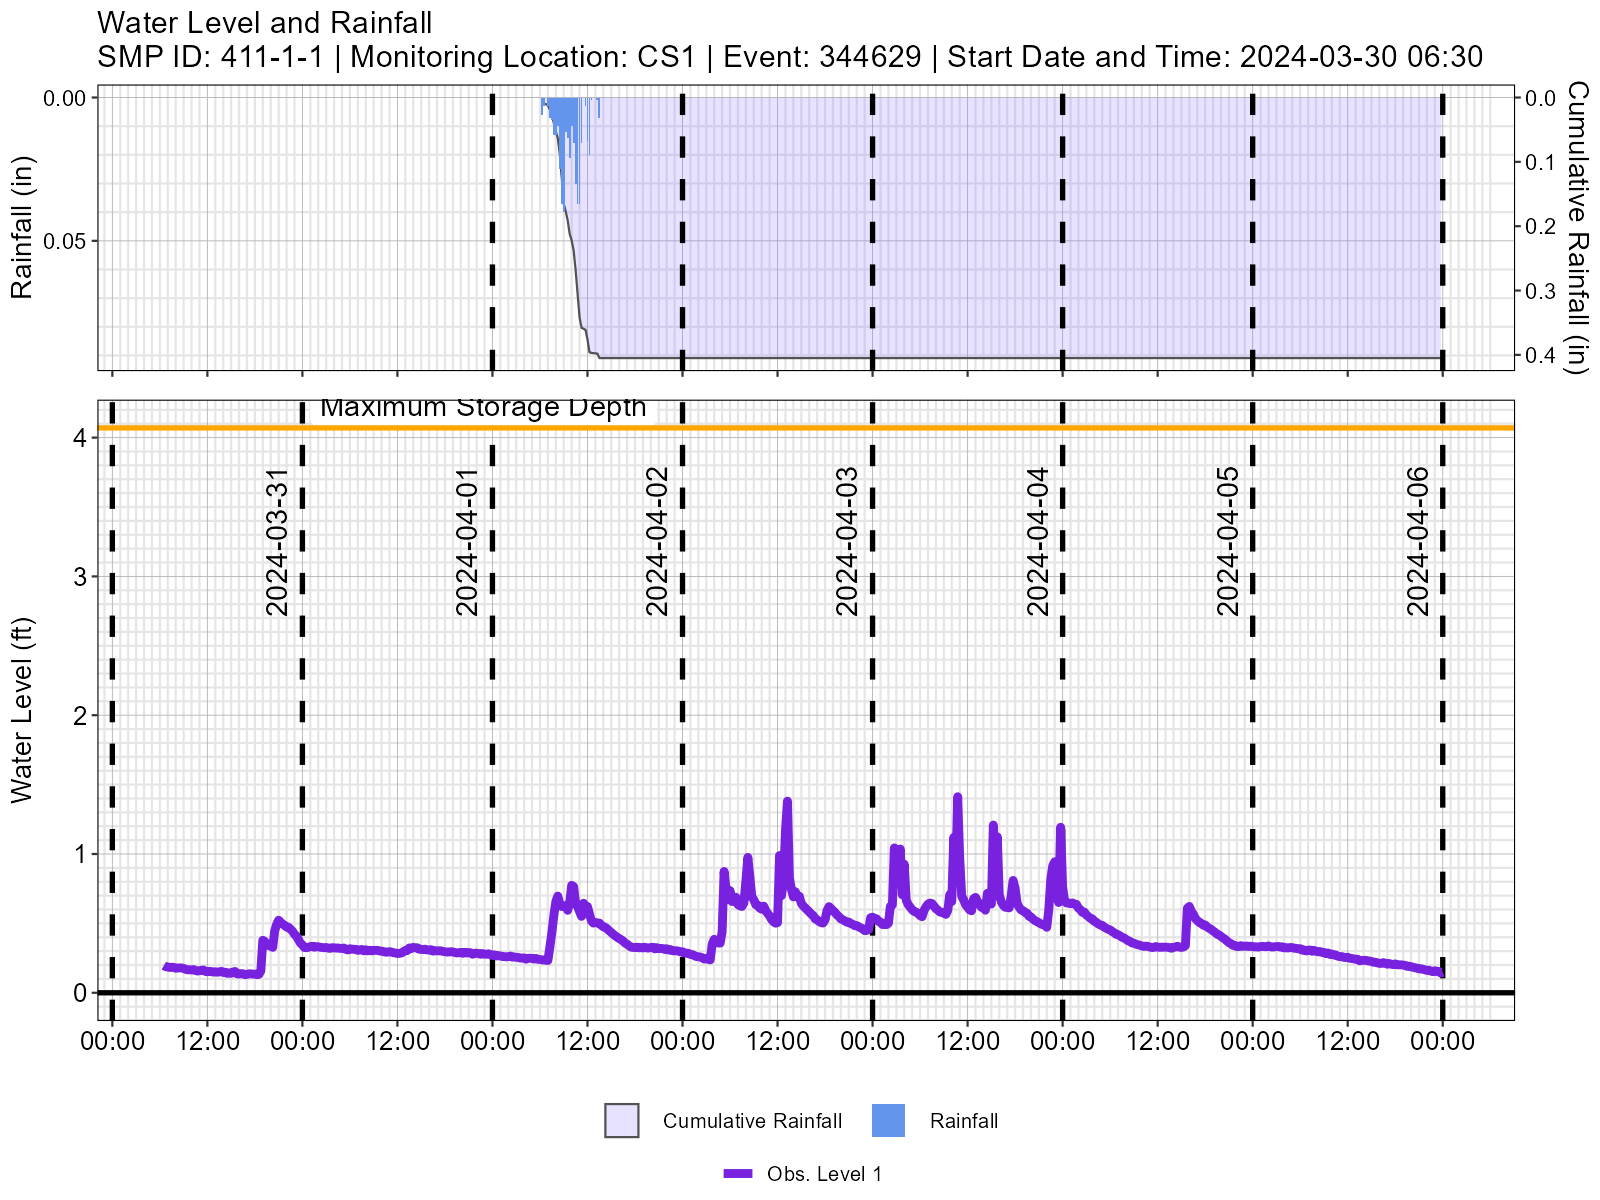 Water Level and Rainfall
SMP ID: 411-1-1 | Monitoring Location: CS1 | Event: 344629 | Start Date and Time: 2024-03-30 06:30
Rainfall (in)
0.00
0.05
0.0
0.1
0.2
0.3
0.4
Cumulative Rainfall (in)
Maximum Storage Depth
Water Level (ft)
4
3
2
1
0
2024-03-31
2024-04-01
2024-04-02
2024-04-03
2024-04-04
2024-04-05
2024-04-06
00:00 12:00 00:00 12:00 00:00 12:00 00:00 12:00 00:00 12:00 00:00 12:00 00:00 12:00 00:00
Cumulative Rainfall Rainfall
Obs. Level 1